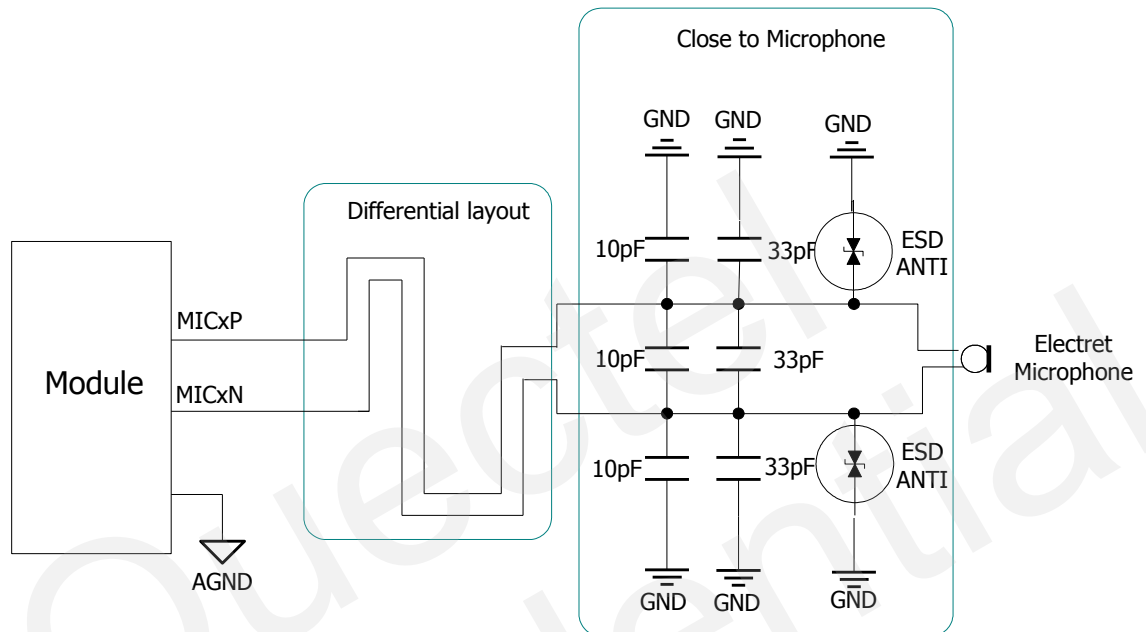 Close to Microphone
GND GND GND
Differential layout
10pF 33pF ESD
ANTI
MICxP
10pF 33pF Electret
Microphone
Module
MICxN
10pF 33pF ESD
ANTI
AGND
GND GND GND
Quectel